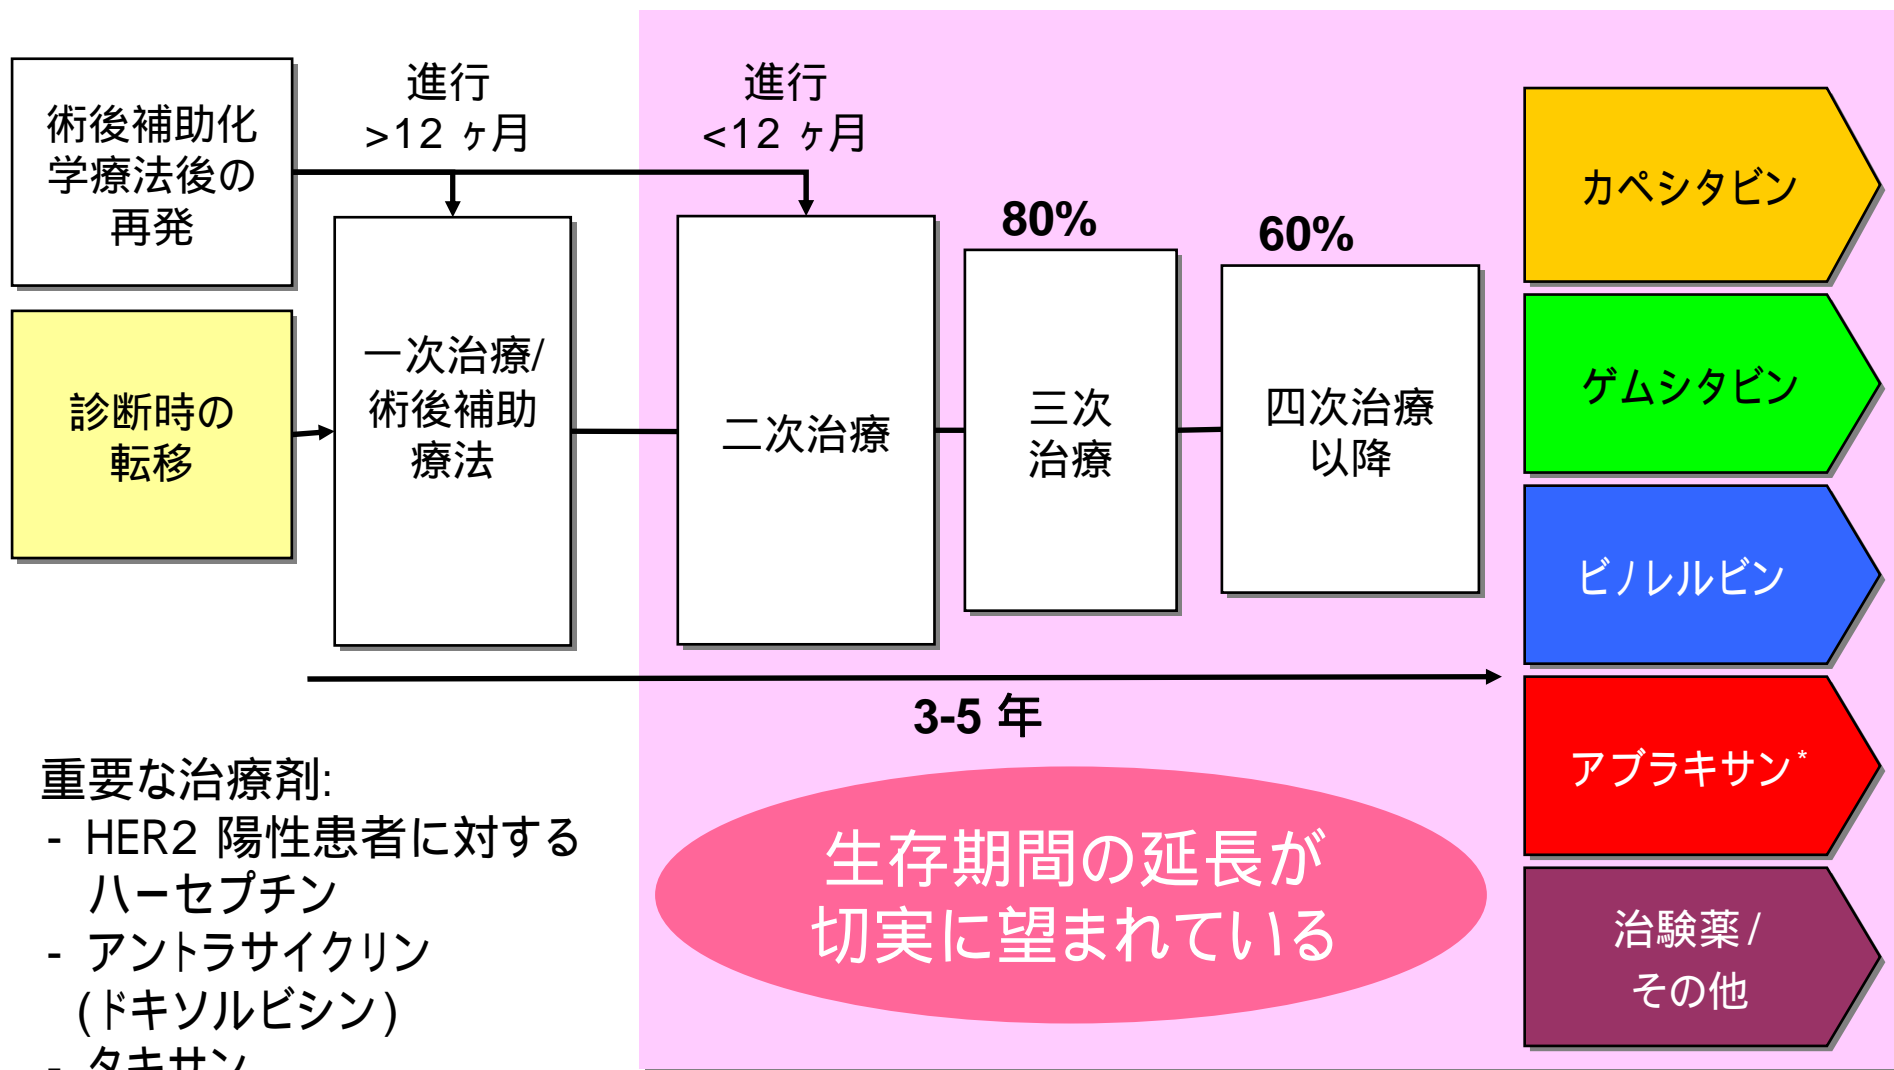 術後補助化
学療法後の
再発
進行
>12 ヶ月
進行
<12 ヶ月
診断時の
転移
一次治療/
術後補助
療法
二次治療
80%
三次
治療
60%
四次治療
以降
3-5 年
カペシタビン
ゲムシタビン
ビノレルビン
アブラキサン*
治験薬/
その他
重要な治療剤:
- HER2 陽性患者に対する
ハーセプチン
- アントラサイクリン
(ドキソルビシン)
- タキサン
生存期間の延長が
切実に望まれている